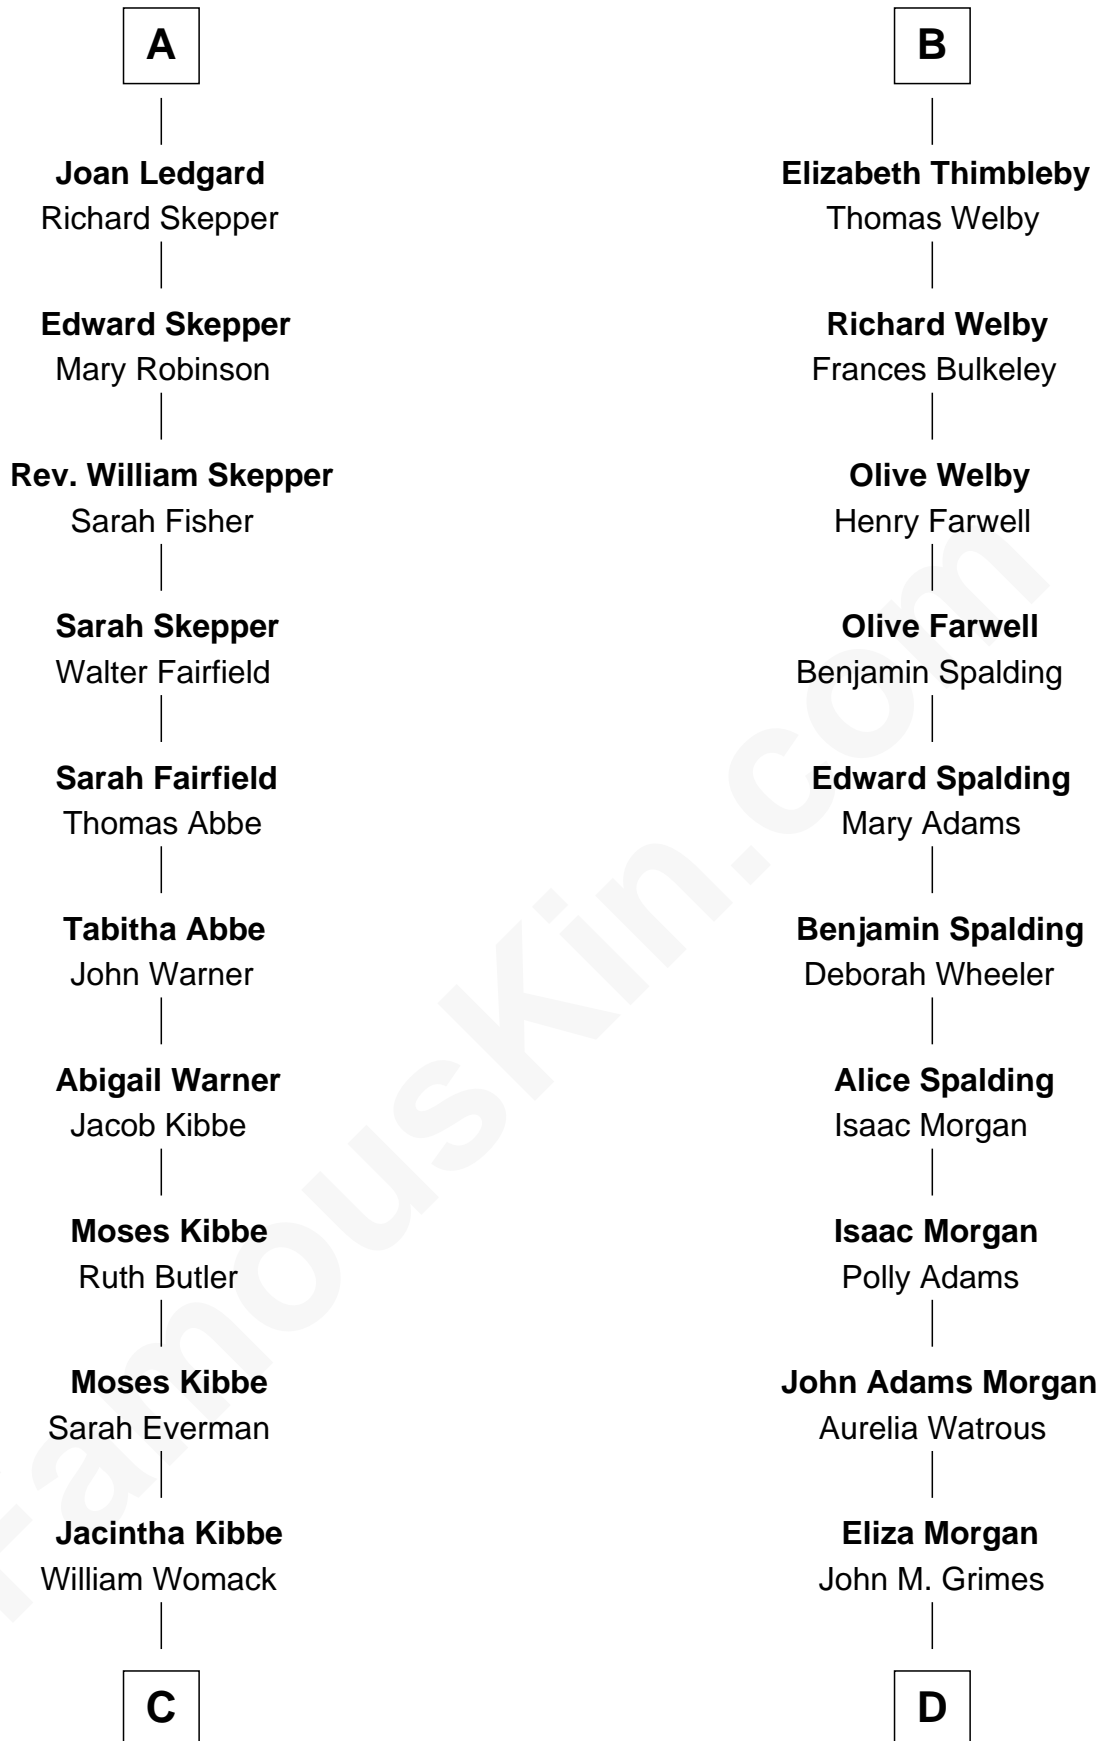 A
Joan Ledgard
Richard Skepper
Edward Skepper
Mary Robinson
Rev. William Skepper
Sarah Fisher
Sarah Skepper
Walter Fairfield
Sarah Fairfield
Thomas Abbe
Tabitha Abbe
John Warner
Abigail Warner
Jacob Kibbe
Moses Kibbe
Ruth Butler
Moses Kibbe
Sarah Everman
Jacintha Kibbe
William Womack
C
B
Elizabeth Thimbleby
Thomas Welby
Richard Welby
Frances Bulkeley
Olive Welby
Henry Farwell
Olive Farwell
Benjamin Spalding
Edward Spalding
Mary Adams
Benjamin Spalding
Deborah Wheeler
Alice Spalding
Isaac Morgan
Isaac Morgan
Polly Adams
John Adams Morgan
Aurelia Watrous
Eliza Morgan
John M. Grimes
D
FamousKin.com